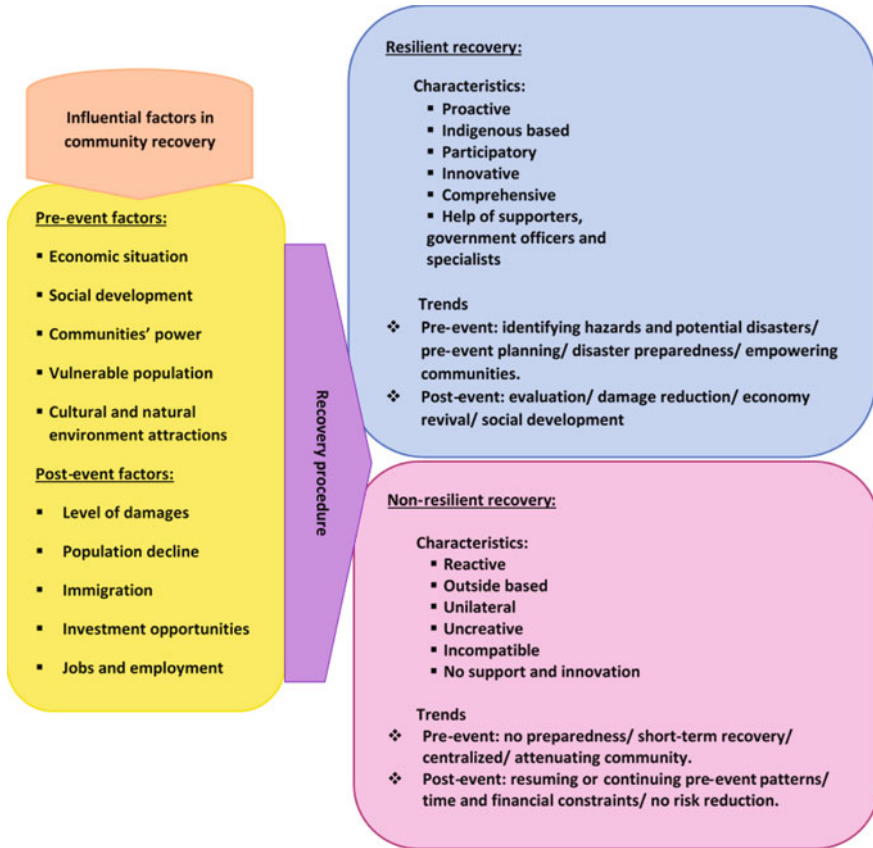 Influential factors in
community recovery
Pre-event factors:
▪ Economic situation
▪ Social development
▪ Communities’ power
▪ Vulnerable population
▪ Cultural and natural
environment attractions
Post-event factors:
▪ Level of damages
▪ Population decline
▪ Immigration
▪ Investment opportunities
▪ Jobs and employment
Recovery procedure
Resilient recovery:
Characteristics:
▪ Proactive
▪ Indigenous based
▪ Participatory
▪ Innovative
▪ Comprehensive
▪ Help of supporters,
government officers and
specialists
Trends
❖ Pre-event: identifying hazards and potential disasters/
pre-event planning/ disaster preparedness/ empowering
communities.
❖ Post-event: evaluation/ damage reduction/ economy
revival/ social development
Non-resilient recovery:
Characteristics:
▪ Reactive
▪ Outside based
▪ Unilateral
▪ Uncreative
▪ Incompatible
▪ No support and innovation
Trends
❖ Pre-event: no preparedness/ short-term recovery/
centralized/ attenuating community.
❖ Post-event: resuming or continuing pre-event patterns/
time and financial constraints/ no risk reduction.